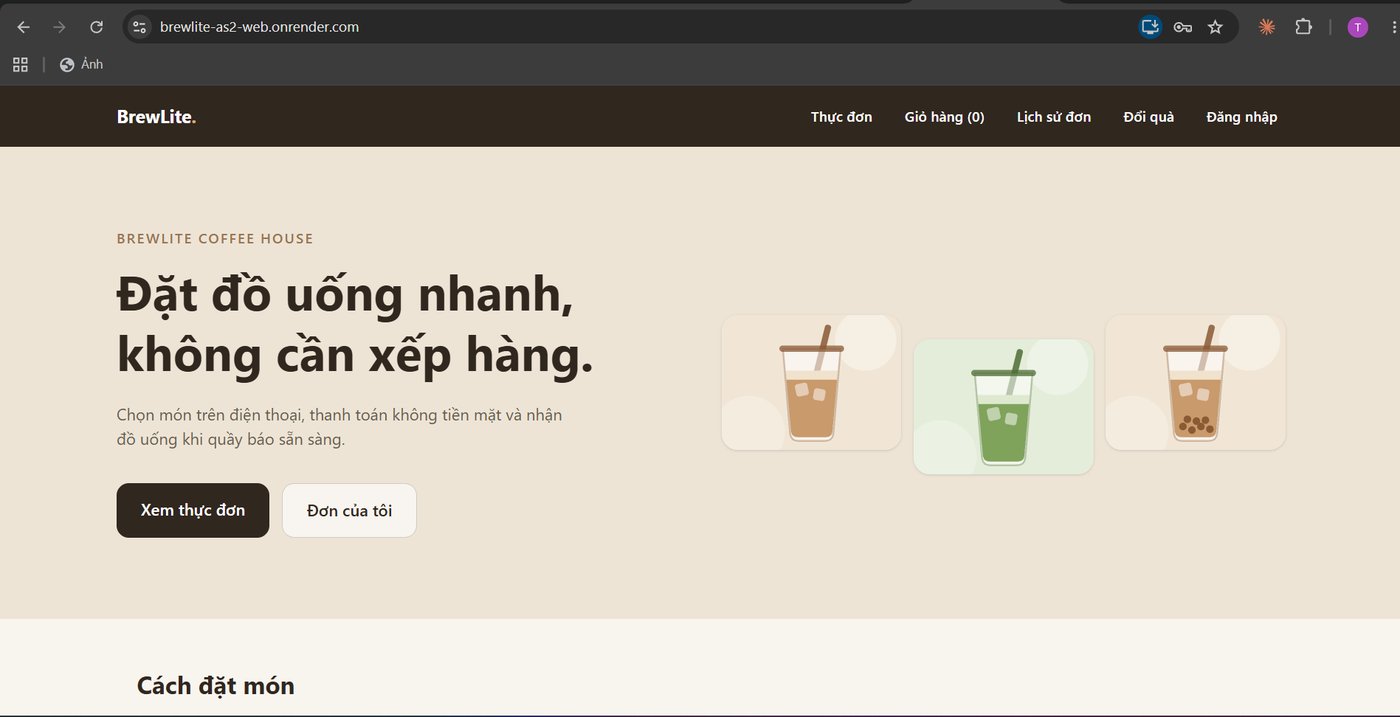 brewlite-as2-web.onrender.com
T
Ảnh
BrewLite.
Thực đơn
Giỏ hàng (0)
Lịch sử đơn
Đổi quà
Đăng nhập
BREWLITE COFFEE HOUSE
Đặt đồ uống nhanh,
không cần xếp hàng.
Chọn món trên điện thoại, thanh toán không tiền mặt và nhận
đồ uống khi quầy báo sẵn sàng.
Xem thực đơn
Đơn của tôi
Cách đặt món